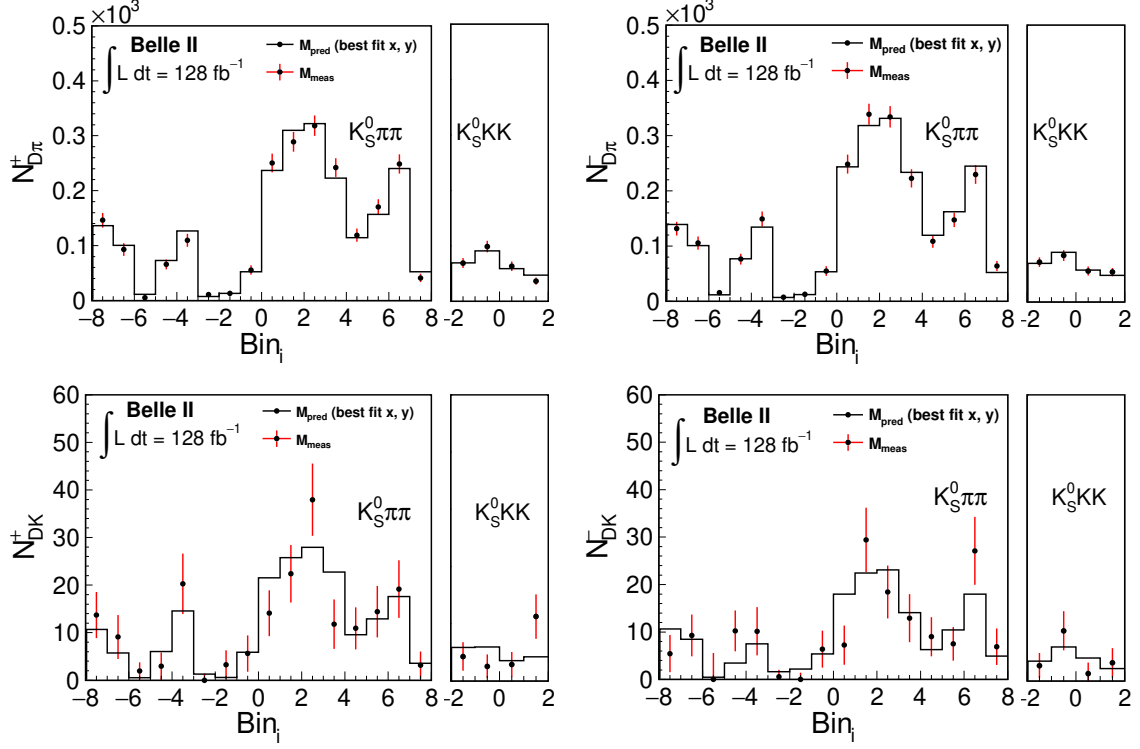 ×10³ ×10³
0.5 Belle II M_pred (best fit x, y) 0.5 Belle II M_pred (best fit x, y)
∫ L dt = 128 fb⁻¹ M_meas ∫ L dt = 128 fb⁻¹ M_meas
0.4 0.4
N⁺_Dπ K⁰_Sππ K⁰_SKK N⁻_Dπ K⁰_Sππ K⁰_SKK
0.3 0.3
0.2 0.2
0.1 0.1
0 0
−8 −6 −4 −2 0 2 4 6 8 -2 0 2 −8 −6 −4 −2 0 2 4 6 8 -2 0 2
Bin_i Bin_i
60 Belle II M_pred (best fit x, y) 60 Belle II M_pred (best fit x, y)
∫ L dt = 128 fb⁻¹ M_meas ∫ L dt = 128 fb⁻¹ M_meas
50 50
40 40
N⁺_DK K⁰_Sππ K⁰_SKK N⁻_DK K⁰_Sππ K⁰_SKK
30 30
20 20
10 10
0 0
−8 −6 −4 −2 0 2 4 6 8 -2 0 2 −8 −6 −4 −2 0 2 4 6 8 -2 0 2
Bin_i Bin_i